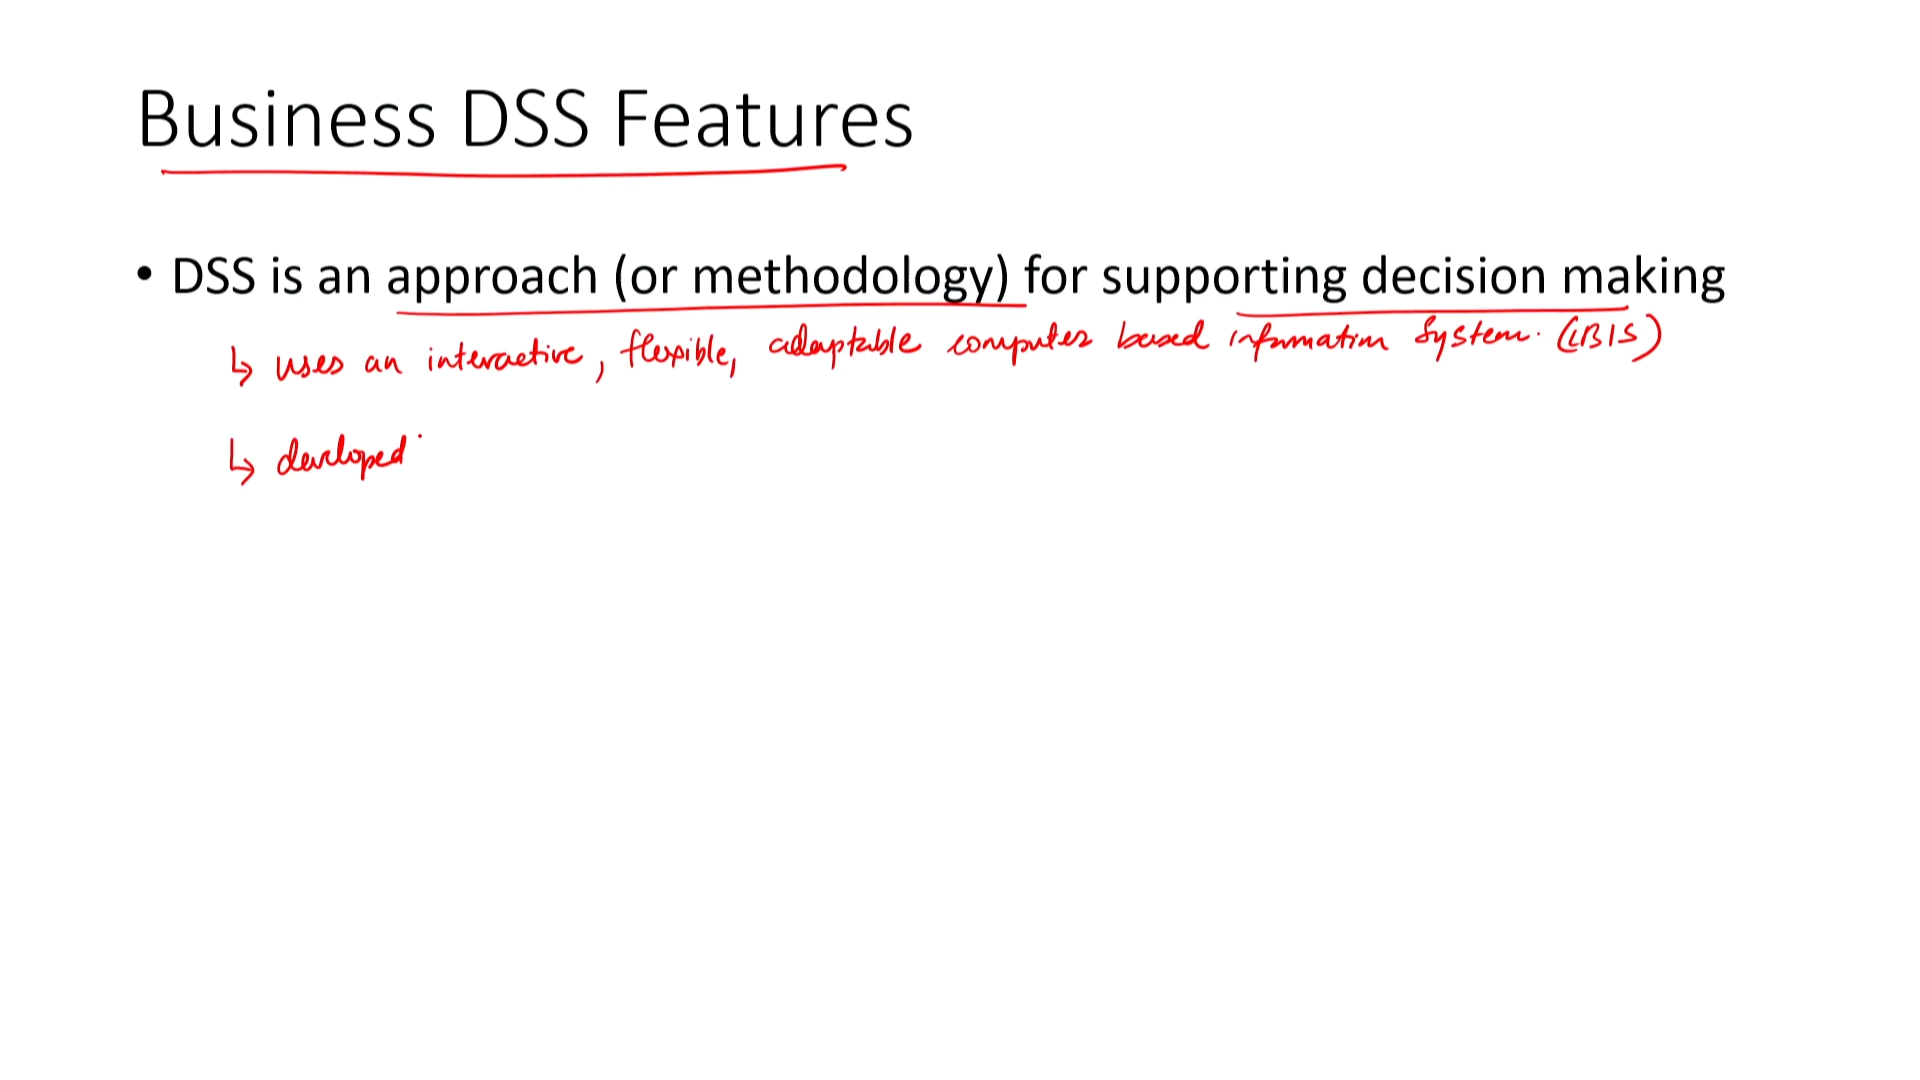 Business DSS Features
• DSS is an approach (or methodology) for supporting decision making
↳ uses an interactive, flexible, adaptable computer based information system. (CBIS)
↳ developed